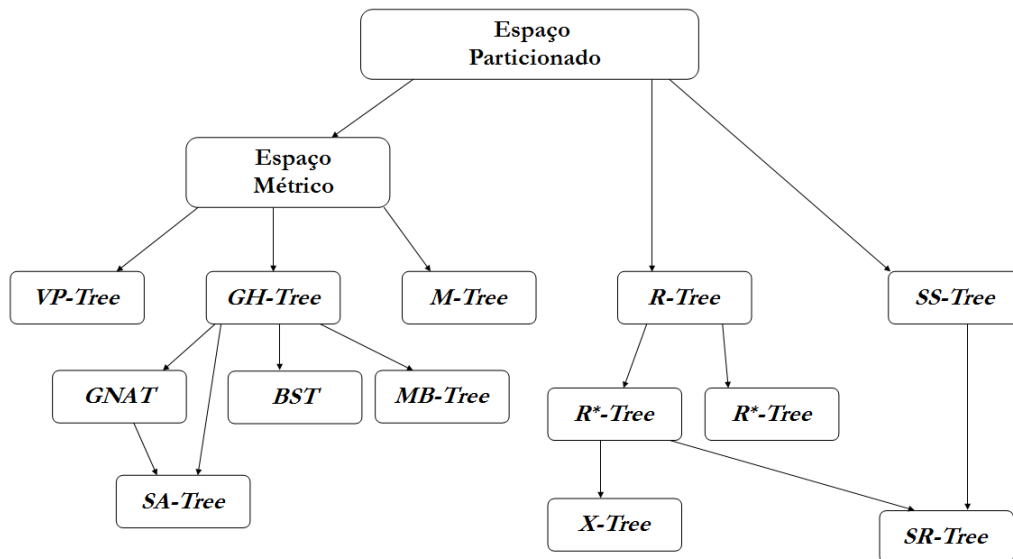 Espaço
Particionado
Espaço
Métrico
VP-Tree
GH-Tree
M-Tree
R-Tree
SS-Tree
GNAT
BST
MB-Tree
R*-Tree
R*-Tree
SA-Tree
X-Tree
SR-Tree